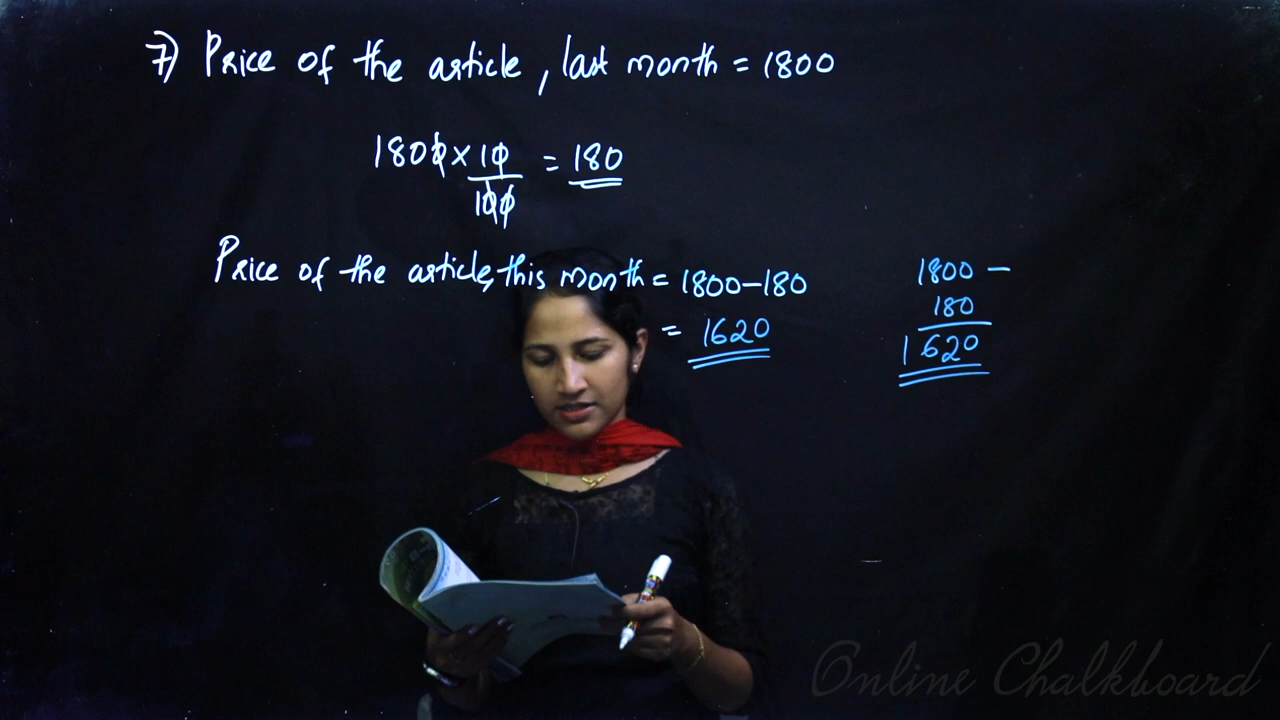 7) Price of the article, last month = 1800
1800 × 10/100 = 180
Price of the article, this month = 1800 - 180
= 1620
1800 -
180
1620
Online Chalkboard